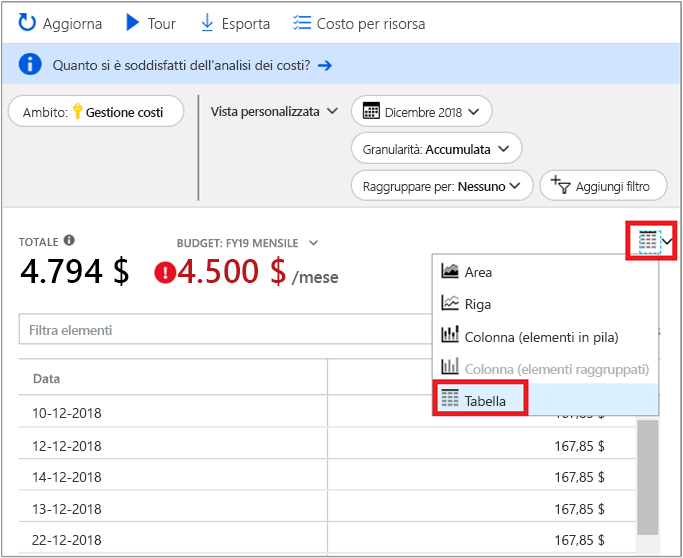 Aggiorna Tour Esporta Costo per risorsa
Quanto si è soddisfatti dell'analisi dei costi? →
Ambito: Gestione costi Vista personalizzata Dicembre 2018
Granularità: Accumulata
Raggruppare per: Nessuno Aggiungi filtro
TOTALE BUDGET: FY19 MENSILE
4.794 $ 4.500 $ /mese
Area
Riga
Filtra elementi
Colonna (elementi in pila)
Colonna (elementi raggruppati)
Data
Tabella
10-12-2018 167,85 $
12-12-2018 167,85 $
14-12-2018 167,85 $
13-12-2018 167,85 $
22-12-2018 167,85 $